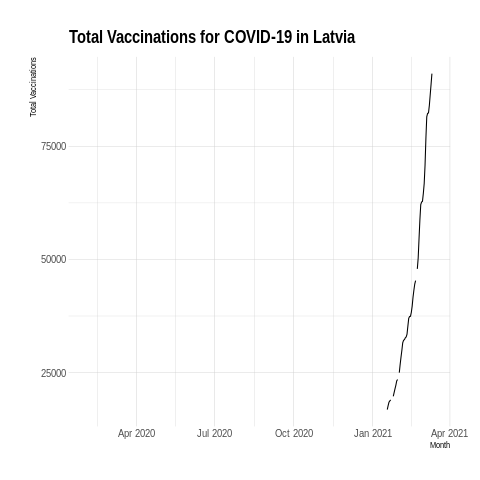 Total Vaccinations for COVID-19 in Latvia
Total Vaccinations
75000
50000
25000
Apr 2020 Jul 2020 Oct 2020 Jan 2021 Apr 2021
Month